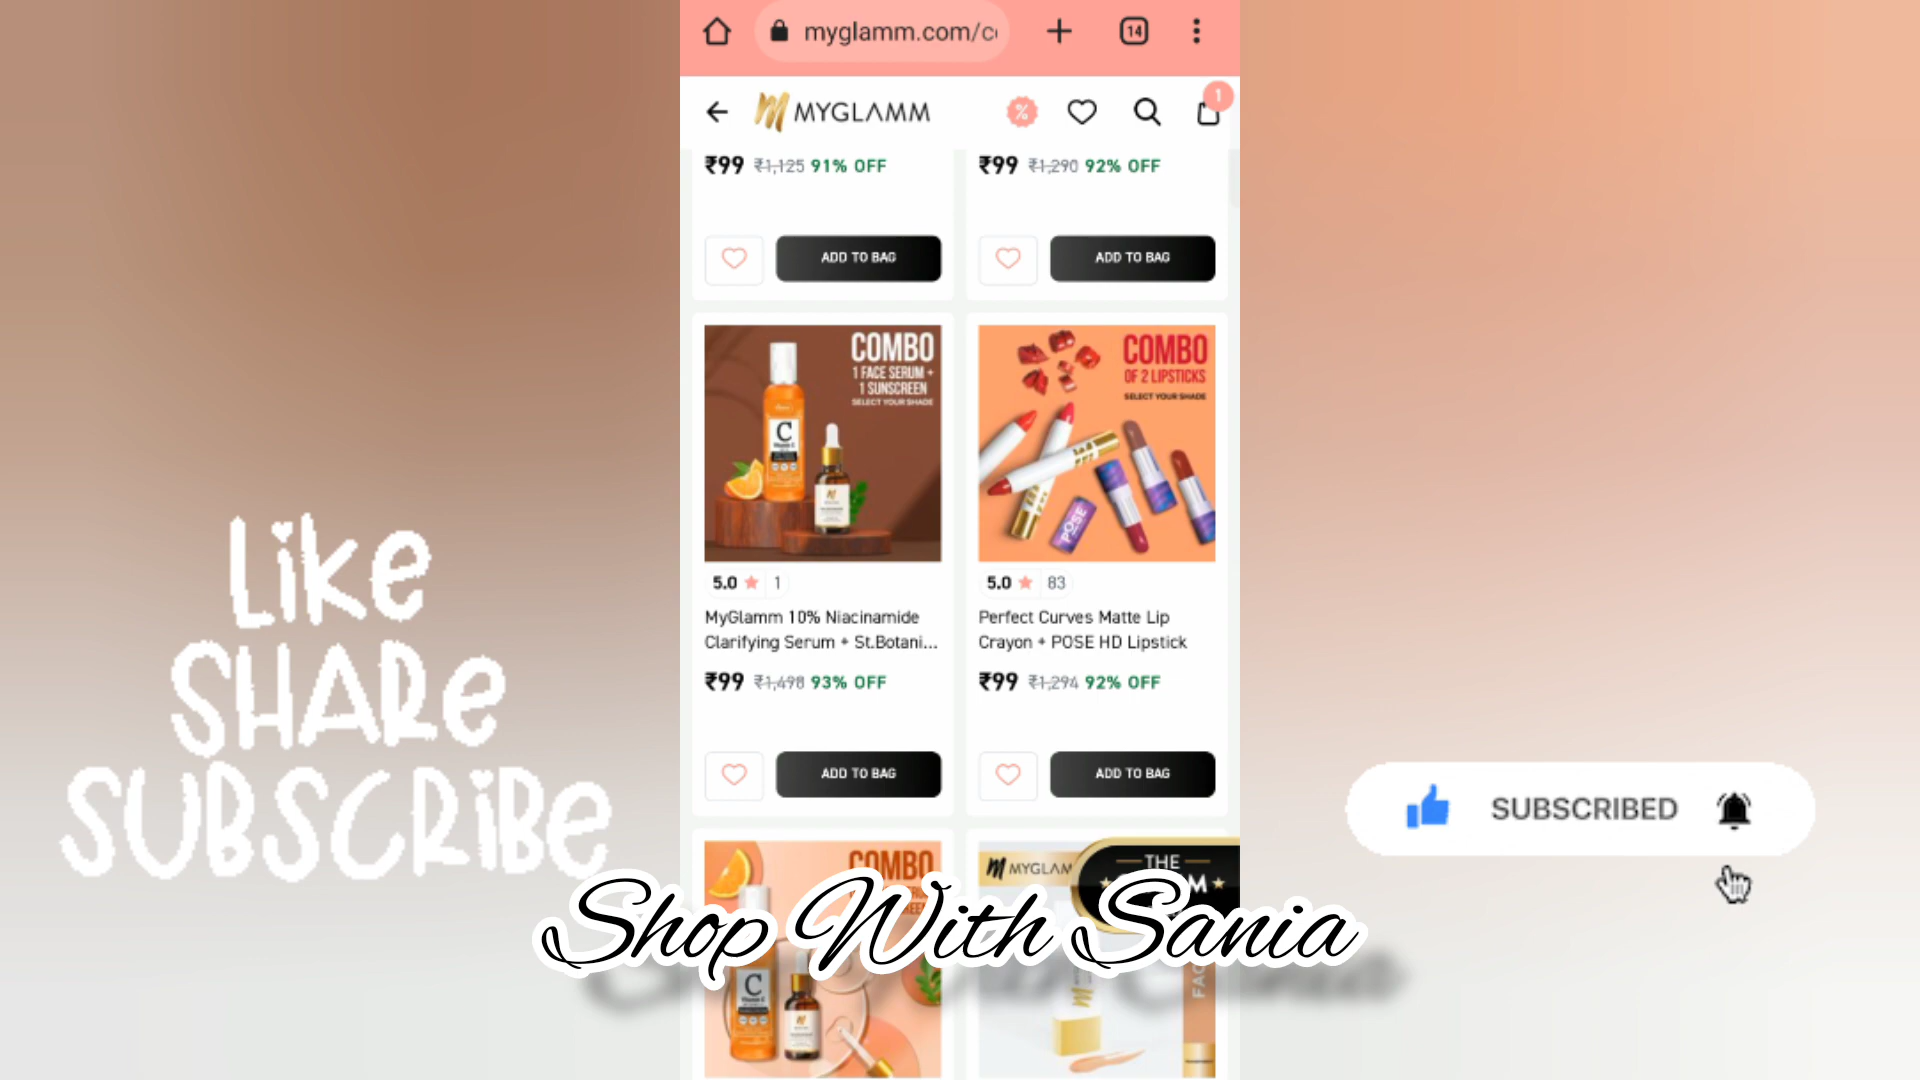 myglamm.com/c
14
MYGLAMM
%
1
₹99 ₹1,125 91% OFF
₹99 ₹1,290 92% OFF
ADD TO BAG
ADD TO BAG
COMBO
1 FACE SERUM +
1 SUNSCREEN
SELECT YOUR SHADE
C
COMBO
OF 2 LIPSTICKS
SELECT YOUR SHADE
POSE
5.0 ★ 1
5.0 ★ 83
MyGlamm 10% Niacinamide
Clarifying Serum + St.Botani...
Perfect Curves Matte Lip
Crayon + POSE HD Lipstick
₹99 ₹1,498 93% OFF
₹99 ₹1,294 92% OFF
ADD TO BAG
ADD TO BAG
Like
SHARe
SUBSCRiBe
SUBSCRIBED
COMBO
C
MYGLAM
THE
Shop With Sania